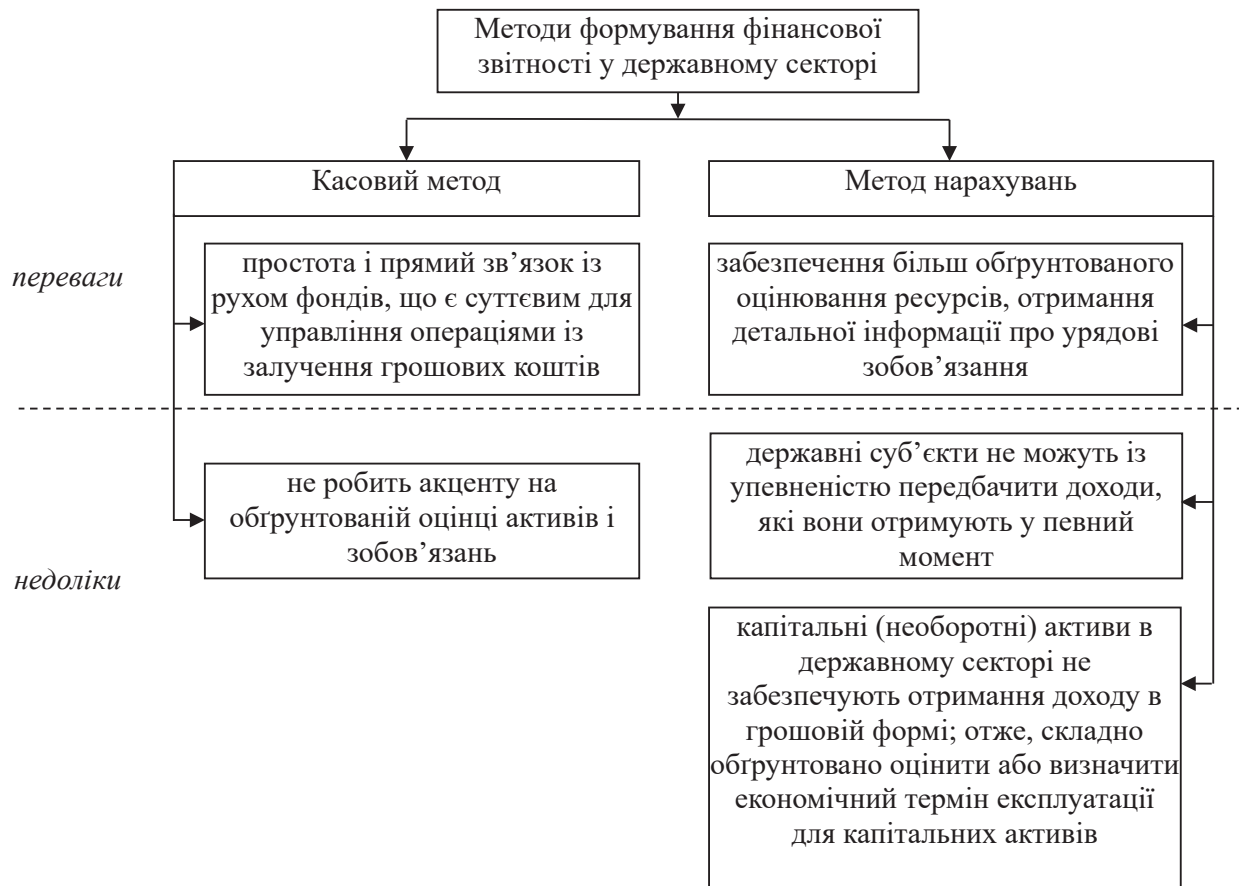 Методи формування фінансової
звітності у державному секторі
Касовий метод
Метод нарахувань
переваги
простота і прямий зв’язок із
рухом фондів, що є суттєвим для
управління операціями із
залучення грошових коштів
забезпечення більш обґрунтованого
оцінювання ресурсів, отримання
детальної інформації про урядові
зобов’язання
недоліки
не робить акценту на
обґрунтованій оцінці активів і
зобов’язань
державні суб’єкти не можуть із
упевненістю передбачити доходи,
які вони отримують у певний
момент
капітальні (необоротні) активи в
державному секторі не
забезпечують отримання доходу в
грошовій формі; отже, складно
обґрунтовано оцінити або визначити
економічний термін експлуатації
для капітальних активів